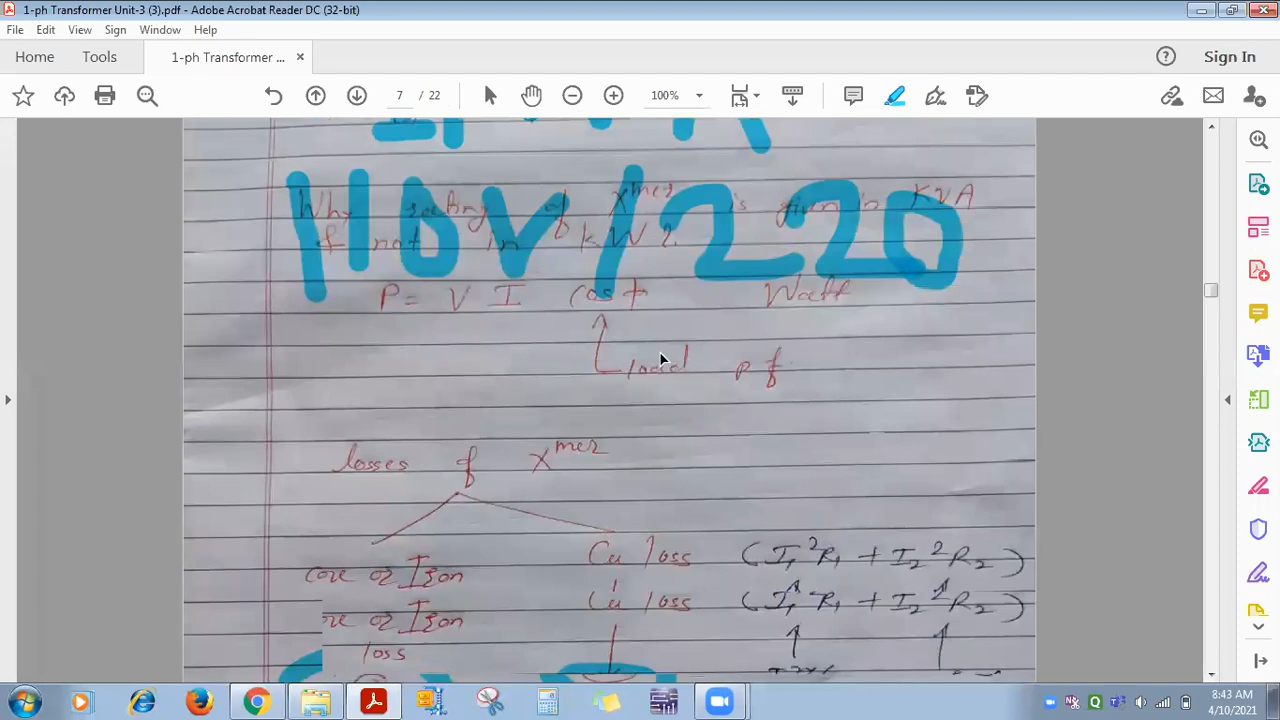 1-ph Transformer Unit-3 (3).pdf - Adobe Acrobat Reader DC (32-bit)
File Edit View Sign Window Help
Home Tools 1-ph Transformer ... × Sign In
7 / 22 100%
110V/220
Why rating of Xmer is given in KVA
& not in kW ?
P = V I cos φ Watt
load pf
losses of Xmer
Cu loss (I₁²R₁ + I₂²R₂)
core or Iron
Cu loss (I₁²R₁ + I₂²R₂)
re or Iron
loss
8:43 AM
4/10/2021